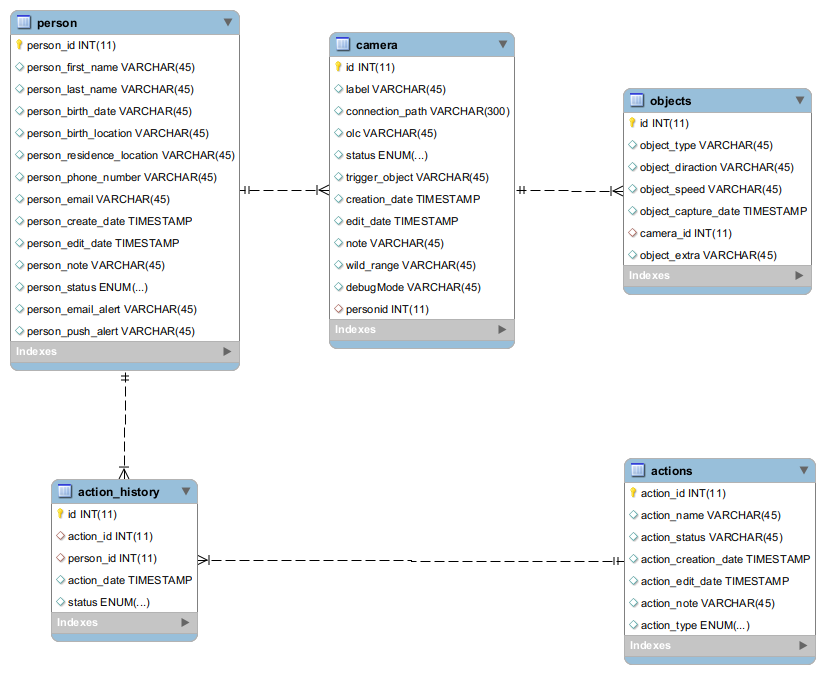 person
person_id INT(11)
person_first_name VARCHAR(45)
person_last_name VARCHAR(45)
person_birth_date VARCHAR(45)
person_birth_location VARCHAR(45)
person_residence_location VARCHAR(45)
person_phone_number VARCHAR(45)
person_email VARCHAR(45)
person_create_date TIMESTAMP
person_edit_date TIMESTAMP
person_note VARCHAR(45)
person_status ENUM(...)
person_email_alert VARCHAR(45)
person_push_alert VARCHAR(45)
Indexes
camera
id INT(11)
label VARCHAR(45)
connection_path VARCHAR(300)
olc VARCHAR(45)
status ENUM(...)
trigger_object VARCHAR(45)
creation_date TIMESTAMP
edit_date TIMESTAMP
note VARCHAR(45)
wild_range VARCHAR(45)
debugMode VARCHAR(45)
personid INT(11)
Indexes
objects
id INT(11)
object_type VARCHAR(45)
object_diraction VARCHAR(45)
object_speed VARCHAR(45)
object_capture_date TIMESTAMP
camera_id INT(11)
object_extra VARCHAR(45)
Indexes
action_history
id INT(11)
action_id INT(11)
person_id INT(11)
action_date TIMESTAMP
status ENUM(...)
Indexes
actions
action_id INT(11)
action_name VARCHAR(45)
action_status VARCHAR(45)
action_creation_date TIMESTAMP
action_edit_date TIMESTAMP
action_note VARCHAR(45)
action_type ENUM(...)
Indexes